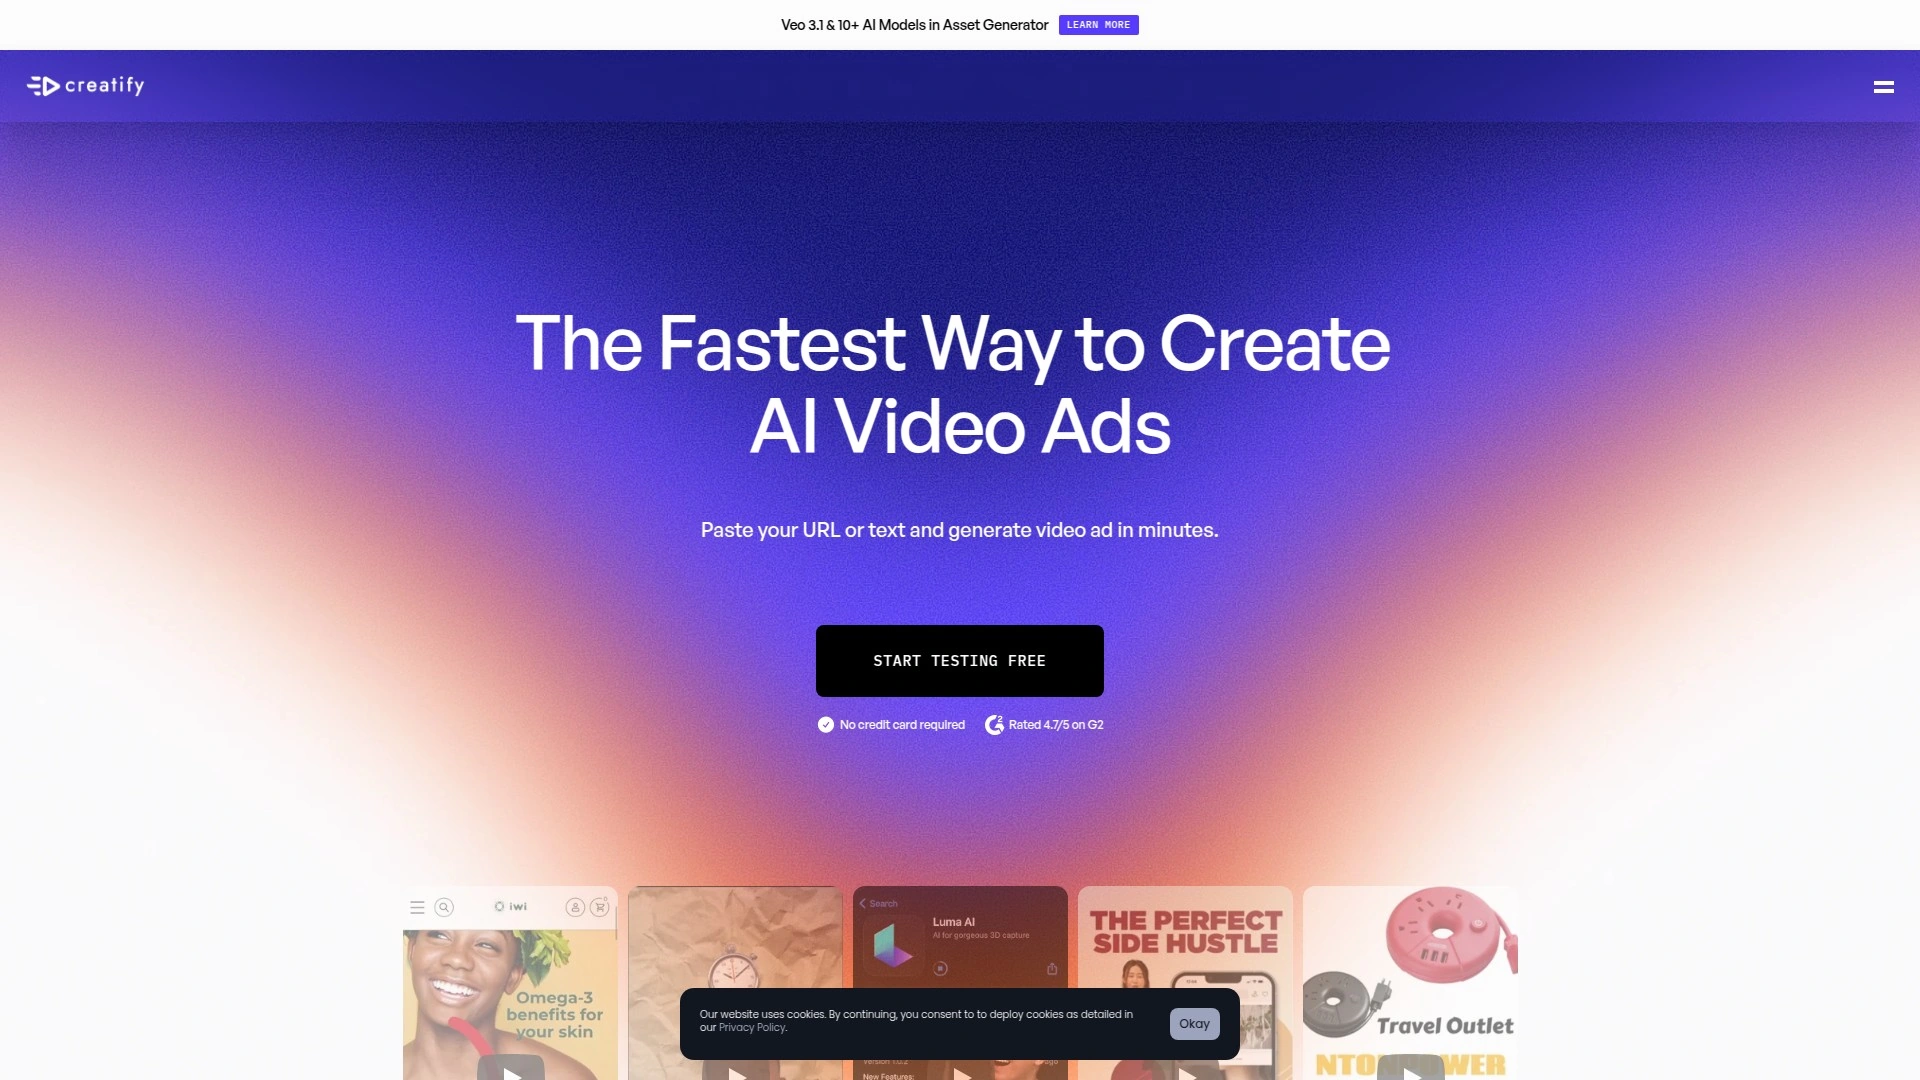 Veo 3.1 & 10+ AI Models in Asset Generator
LEARN MORE
creatify
The Fastest Way to Create
AI Video Ads
Paste your URL or text and generate video ad in minutes.
START TESTING FREE
No credit card required
Rated 4.7/5 on G2
iwi
Omega-3
benefits for
your skin
Search
Luma AI
AI for gorgeous 3D capture
New Features:
THE PERFECT
SIDE HUSTLE
Travel Outlet
Our website uses cookies. By continuing, you consent to to deploy cookies as detailed in
our Privacy Policy.
Okay